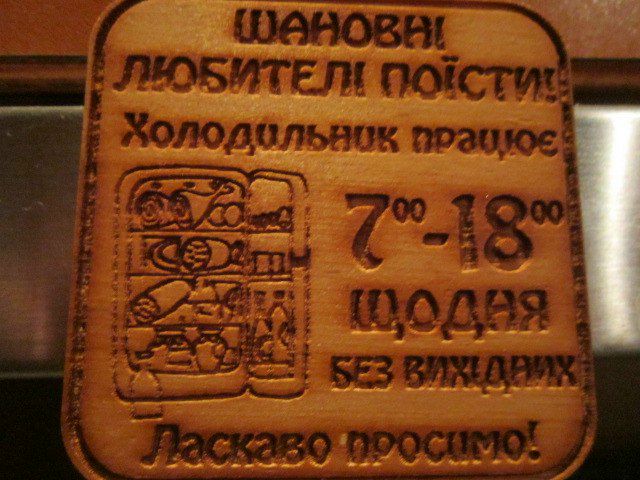 ШАНОВНІ
ЛЮБИТЕЛІ ПОЇСТИ!
Холодильник працює
7⁰⁰-18⁰⁰
ЩОДНЯ
БЕЗ ВИХІДНИХ
Ласкаво просимо!